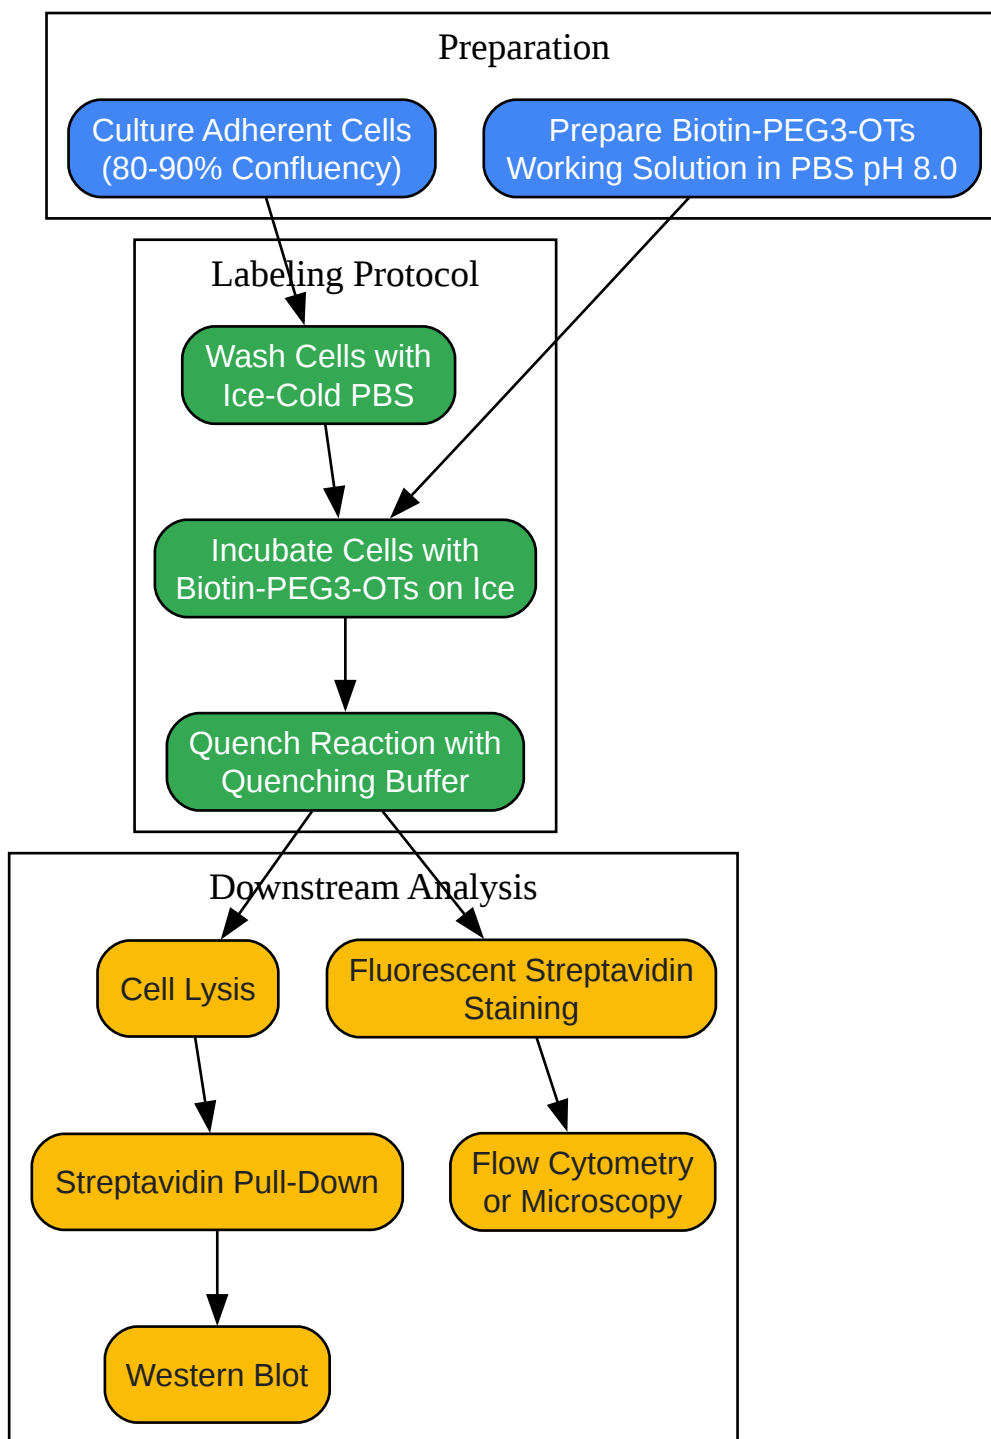 Preparation
Culture Adherent Cells
(80-90% Confluency)
Prepare Biotin-PEG3-OTs
Working Solution in PBS pH 8.0
Labeling Protocol
Wash Cells with
Ice-Cold PBS
Incubate Cells with
Biotin-PEG3-OTs on Ice
Quench Reaction with
Quenching Buffer
Downstream Analysis
Cell Lysis
Fluorescent Streptavidin
Staining
Streptavidin Pull-Down
Flow Cytometry
or Microscopy
Western Blot